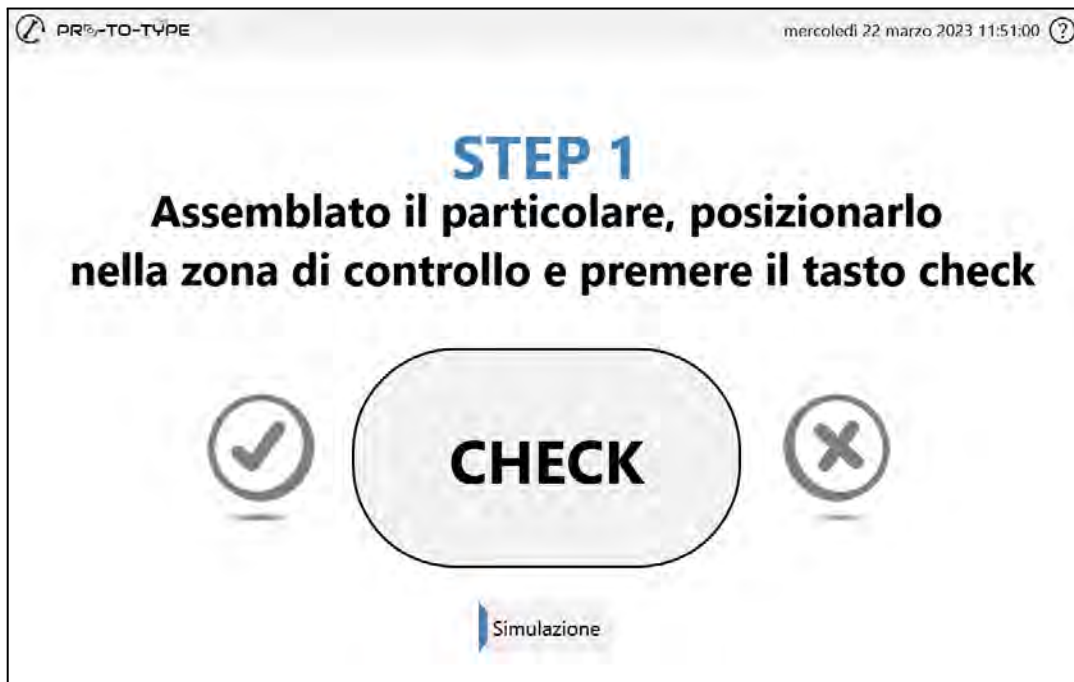 PRO-TO-TYPE
mercoledì 22 marzo 2023 11:51:00 ?
STEP 1
Assemblato il particolare, posizionarlo
nella zona di controllo e premere il tasto check
CHECK
Simulazione